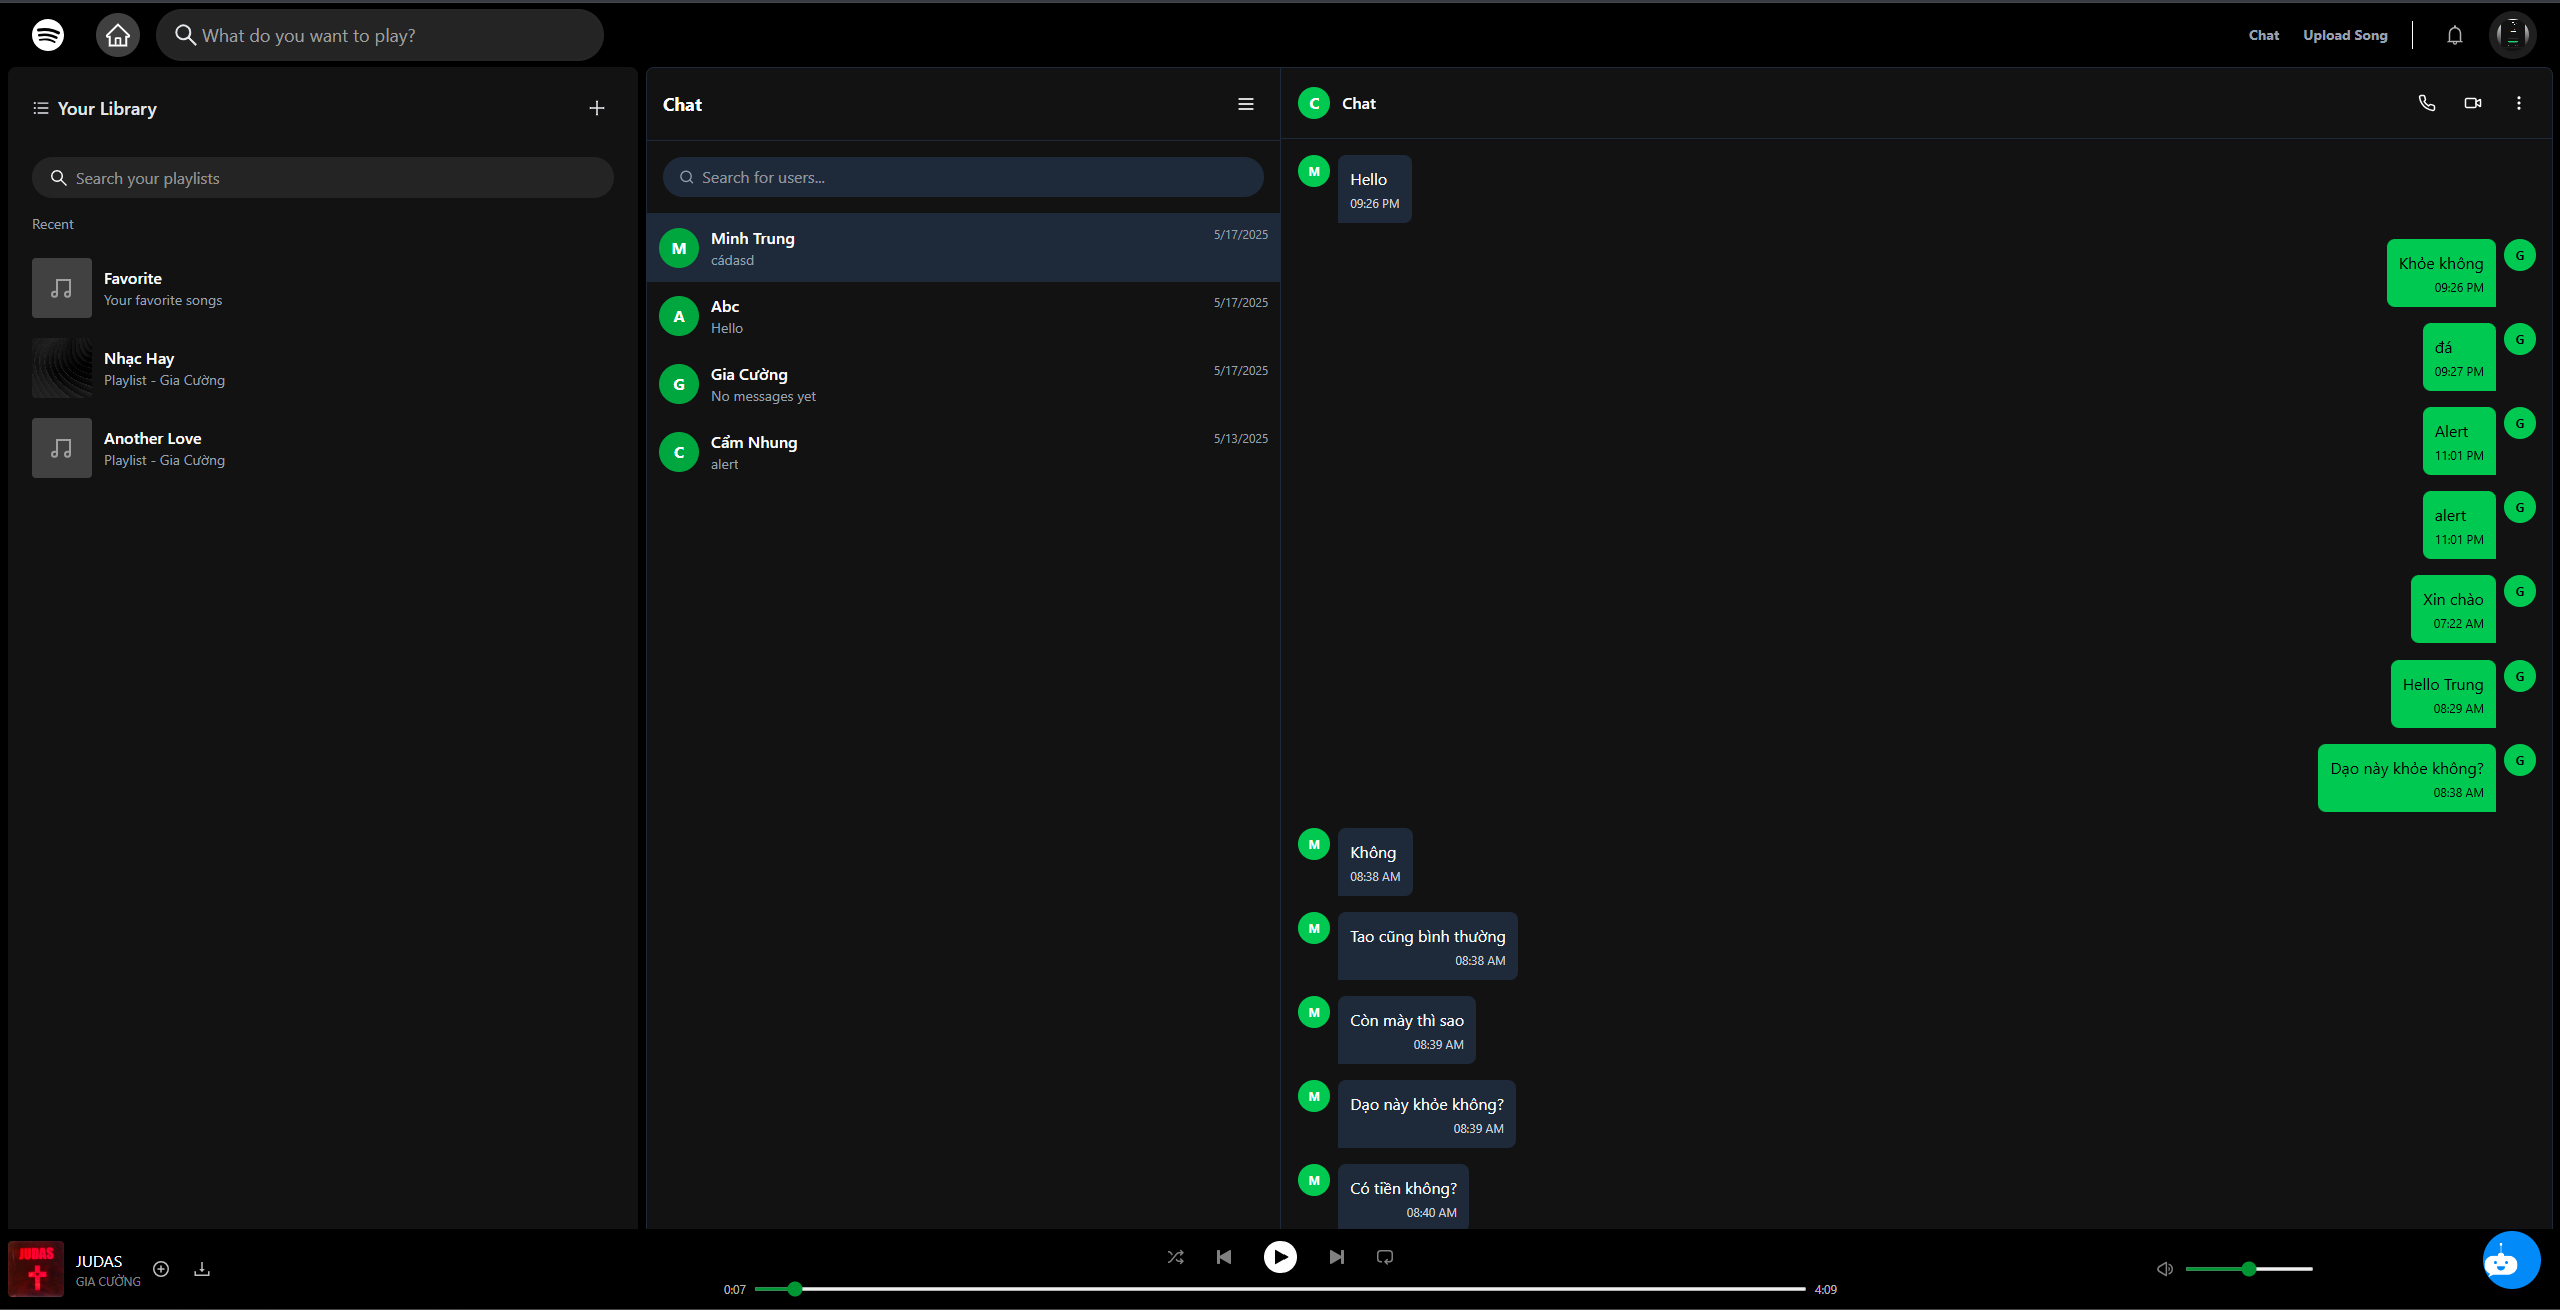 What do you want to play?
Chat
Upload Song
Your Library
Search your playlists
Recent
Favorite
Your favorite songs
Nhạc Hay
Playlist - Gia Cường
Another Love
Playlist - Gia Cường
Chat
Search for users...
M
Minh Trung
5/17/2025
cádasd
A
Abc
5/17/2025
Hello
G
Gia Cường
5/17/2025
No messages yet
C
Cẩm Nhung
5/13/2025
alert
C
Chat
M
Hello
09:26 PM
Khỏe không
G
09:26 PM
đá
G
09:27 PM
Alert
G
11:01 PM
alert
G
11:01 PM
Xin chào
G
07:22 AM
Hello Trung
G
08:29 AM
Dạo này khỏe không?
G
08:38 AM
M
Không
08:38 AM
M
Tao cũng bình thường
08:38 AM
M
Còn mày thì sao
08:39 AM
M
Dạo này khỏe không?
08:39 AM
M
Có tiền không?
08:40 AM
JUDAS
JUDAS
GIA CƯỜNG
0:07
4:09